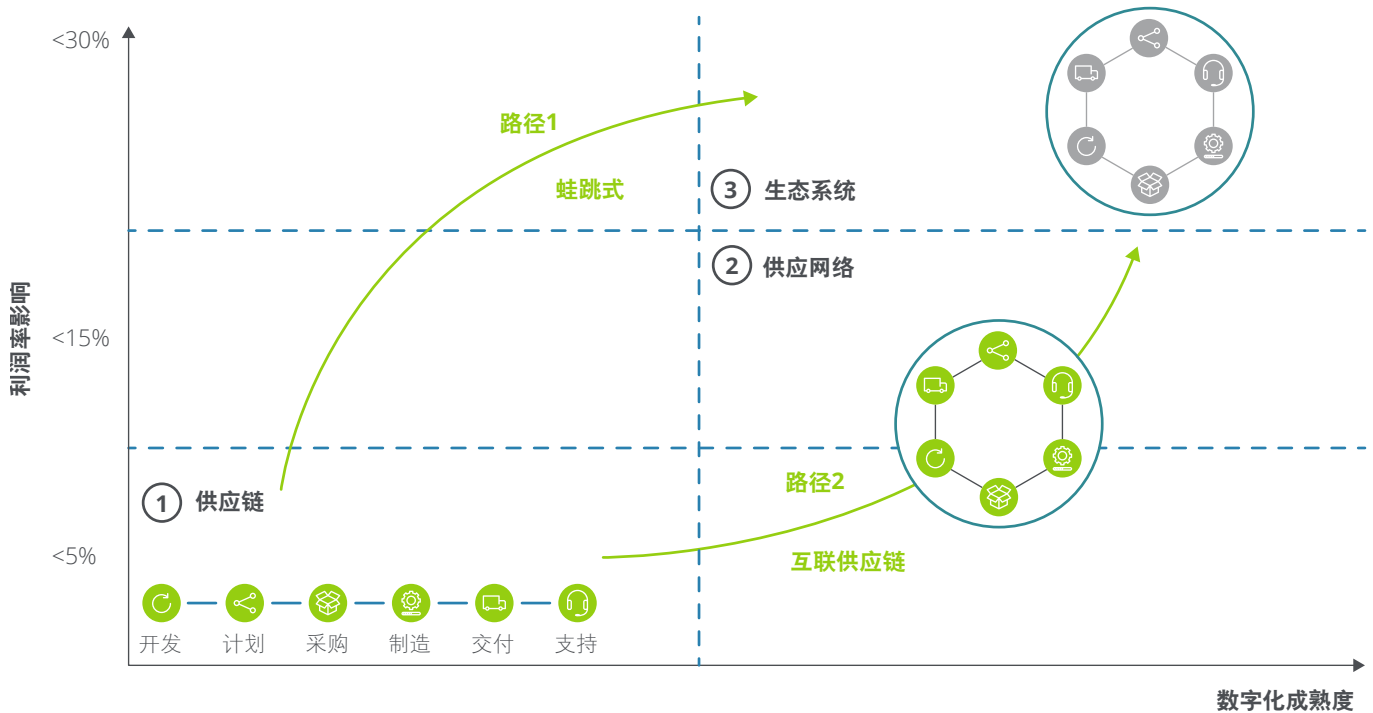 <30%
路径1
蛙跳式
3 生态系统
2 供应网络
利润率影响
<15%
路径2
1 供应链
<5%
互联供应链
开发 计划 采购 制造 交付 支持
数字化成熟度